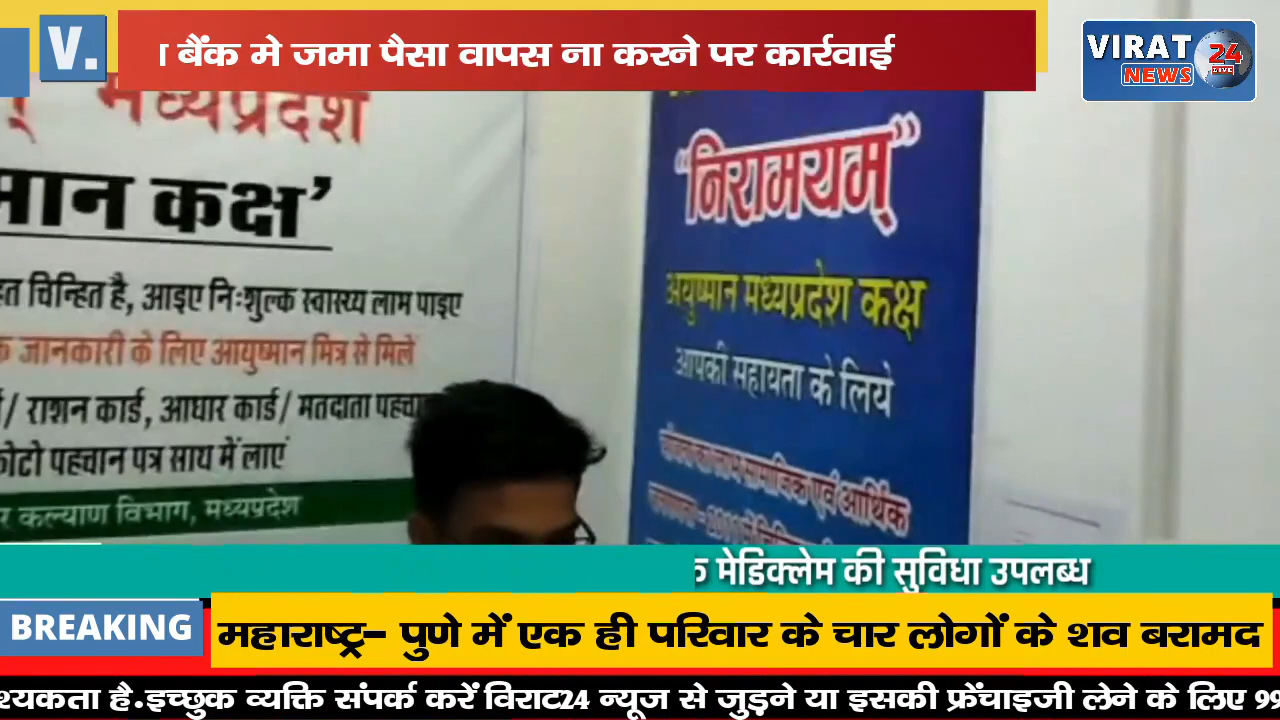 V.
बैंक मे जमा पैसा वापस ना करने पर कार्रवाई
VIRAT
NEWS
24
LIVE
मध्यप्रदेश
मान कक्ष’
चिन्हित है, आइए निःशुल्क स्वास्थ्य लाभ पाइए
जानकारी के लिए आयुष्मान मित्र से मिलें
/ राशन कार्ड, आधार कार्ड/ मतदाता
फोटो पहचान पत्र साथ में लाएं
कल्याण विभाग, मध्यप्रदेश
“निरामयम्”
आयुष्मान मध्यप्रदेश कक्ष
आपकी सहायता के लिये
सामाजिक एवं आर्थिक
मेडिक्लेम की सुविधा उपलब्ध
BREAKING
महाराष्ट्र- पुणे में एक ही परिवार के चार लोगों के शव बरामद
श्यकता है.इच्छुक व्यक्ति संपर्क करें विराट24 न्यूज से जुड़ने या इसकी फ्रेंचाइजी लेने के लिए 99